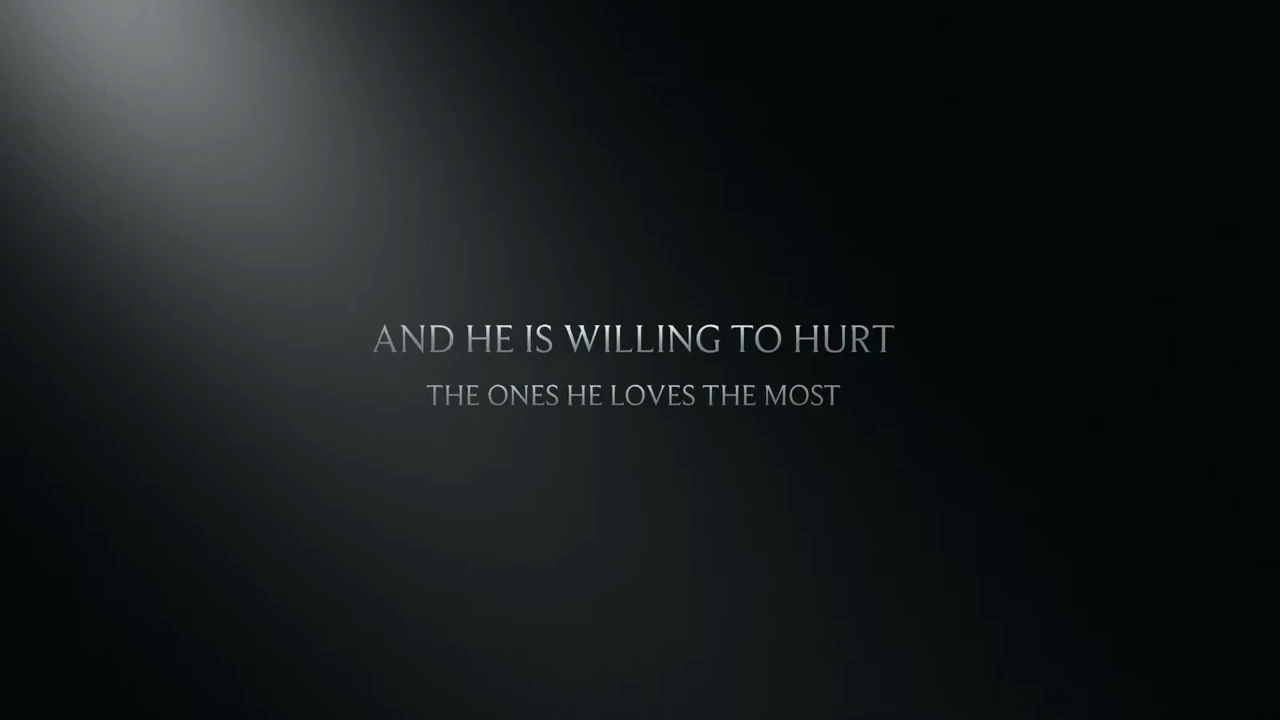 AND HE IS WILLING TO HURT
THE ONES HE LOVES THE MOST